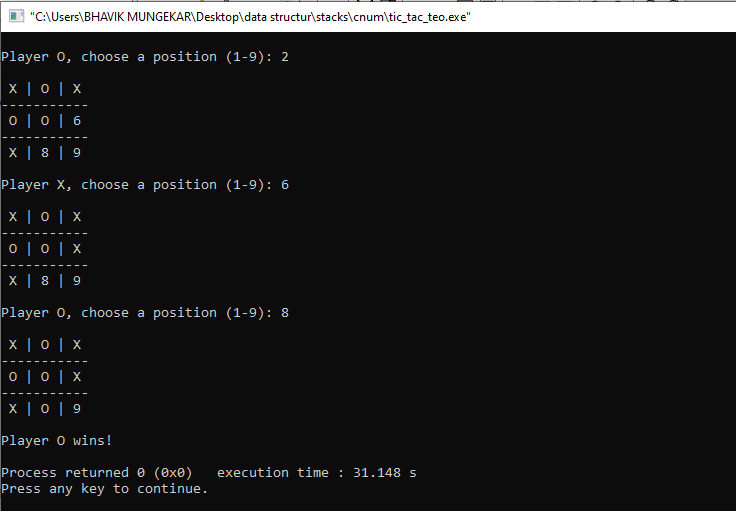 "C:\Users\BHAVIK MUNGEKAR\Desktop\data structur\stacks\cnum\tic_tac_teo.exe"
Player O, choose a position (1-9): 2
X | O | X
-----------
O | O | 6
-----------
X | 8 | 9
Player X, choose a position (1-9): 6
X | O | X
-----------
O | O | X
-----------
X | 8 | 9
Player O, choose a position (1-9): 8
X | O | X
-----------
O | O | X
-----------
X | O | 9
Player O wins!
Process returned 0 (0x0)   execution time : 31.148 s
Press any key to continue.